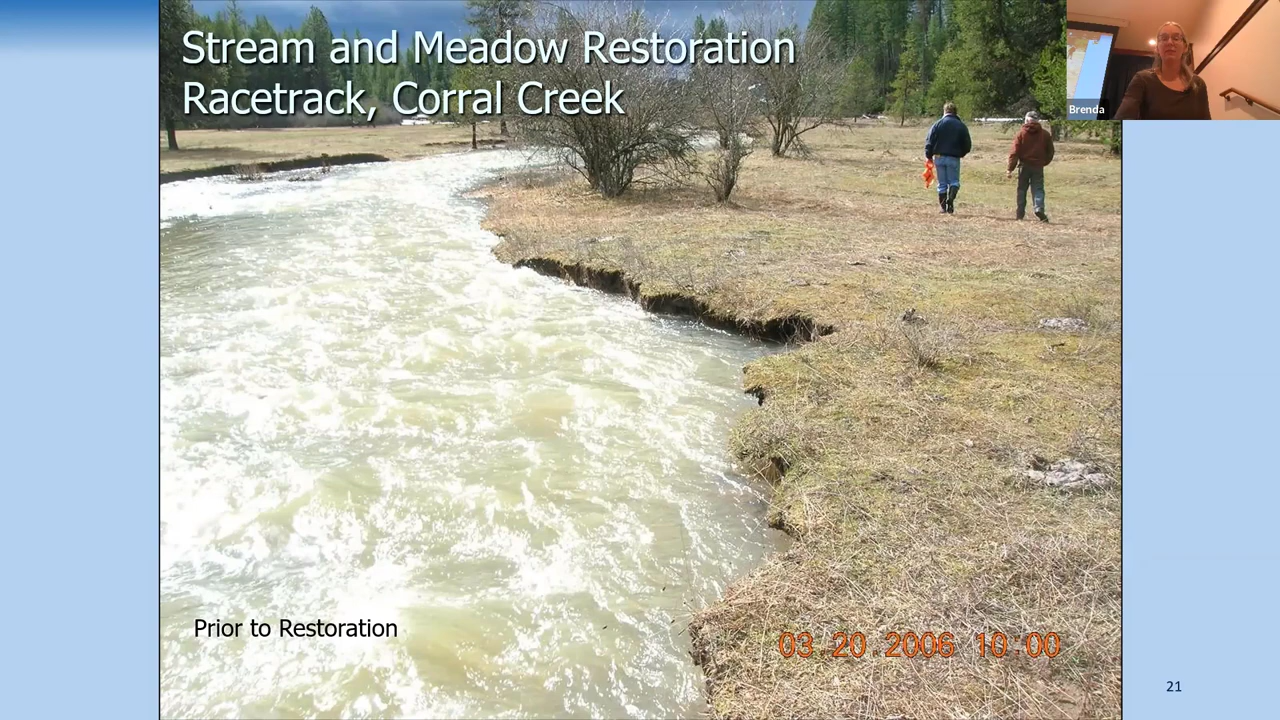 Stream and Meadow Restoration
Racetrack, Corral Creek
Brenda
Prior to Restoration
03 20 2006 10 00
21